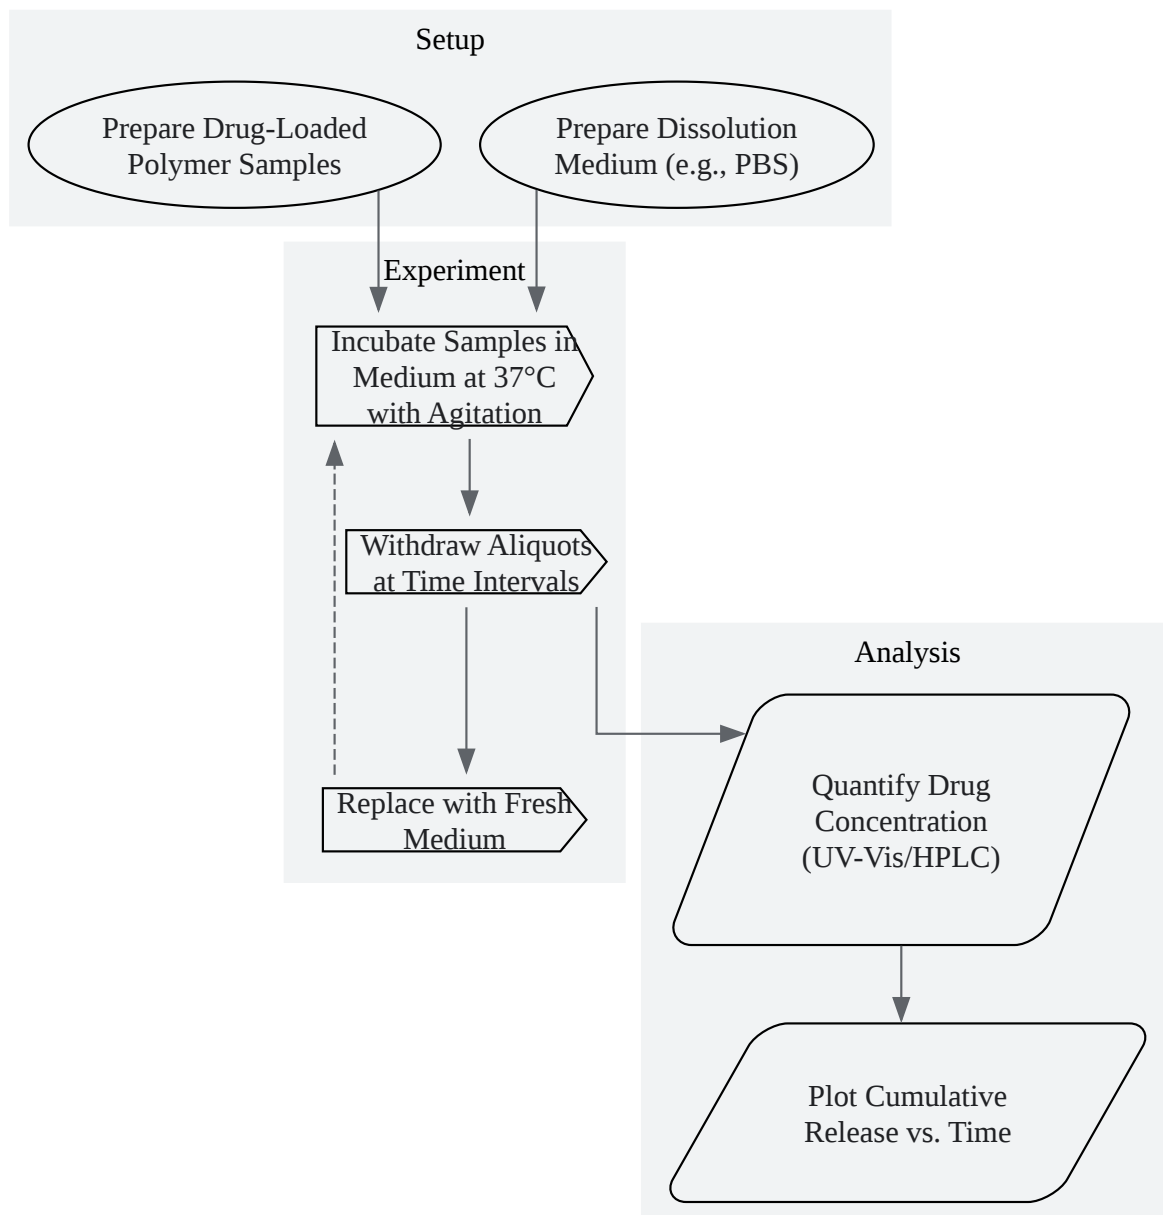 Setup
Prepare Drug-Loaded
Polymer Samples
Prepare Dissolution
Medium (e.g., PBS)
Experiment
Incubate Samples in
Medium at 37°C
with Agitation
Withdraw Aliquots
at Time Intervals
Replace with Fresh
Medium
Analysis
Quantify Drug
Concentration
(UV-Vis/HPLC)
Plot Cumulative
Release vs. Time